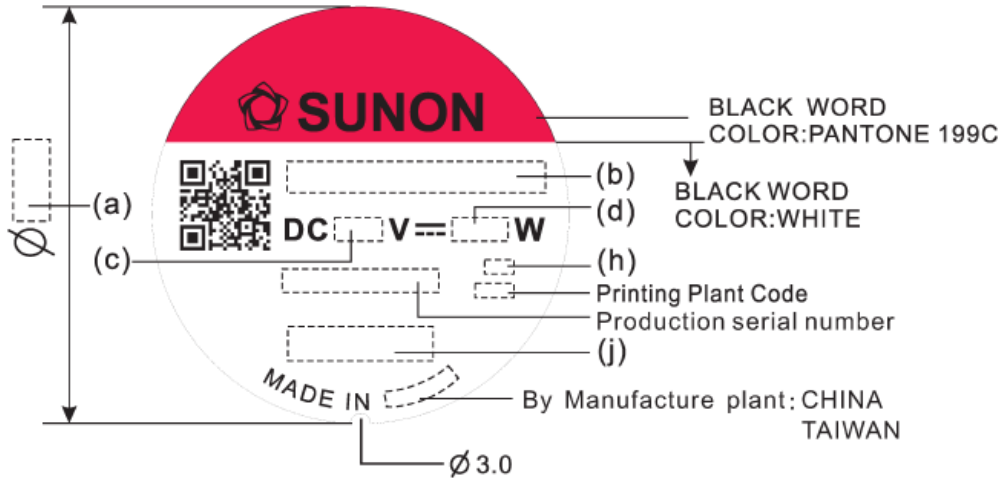 SUNON
BLACK WORD
COLOR:PANTONE 199C
BLACK WORD
COLOR:WHITE
(b)
(a)
(d)
DC V W
Ø
(c)
(h)
Printing Plant Code
Production serial number
(j)
MADE IN
By Manufacture plant: CHINA
TAIWAN
Ø3.0